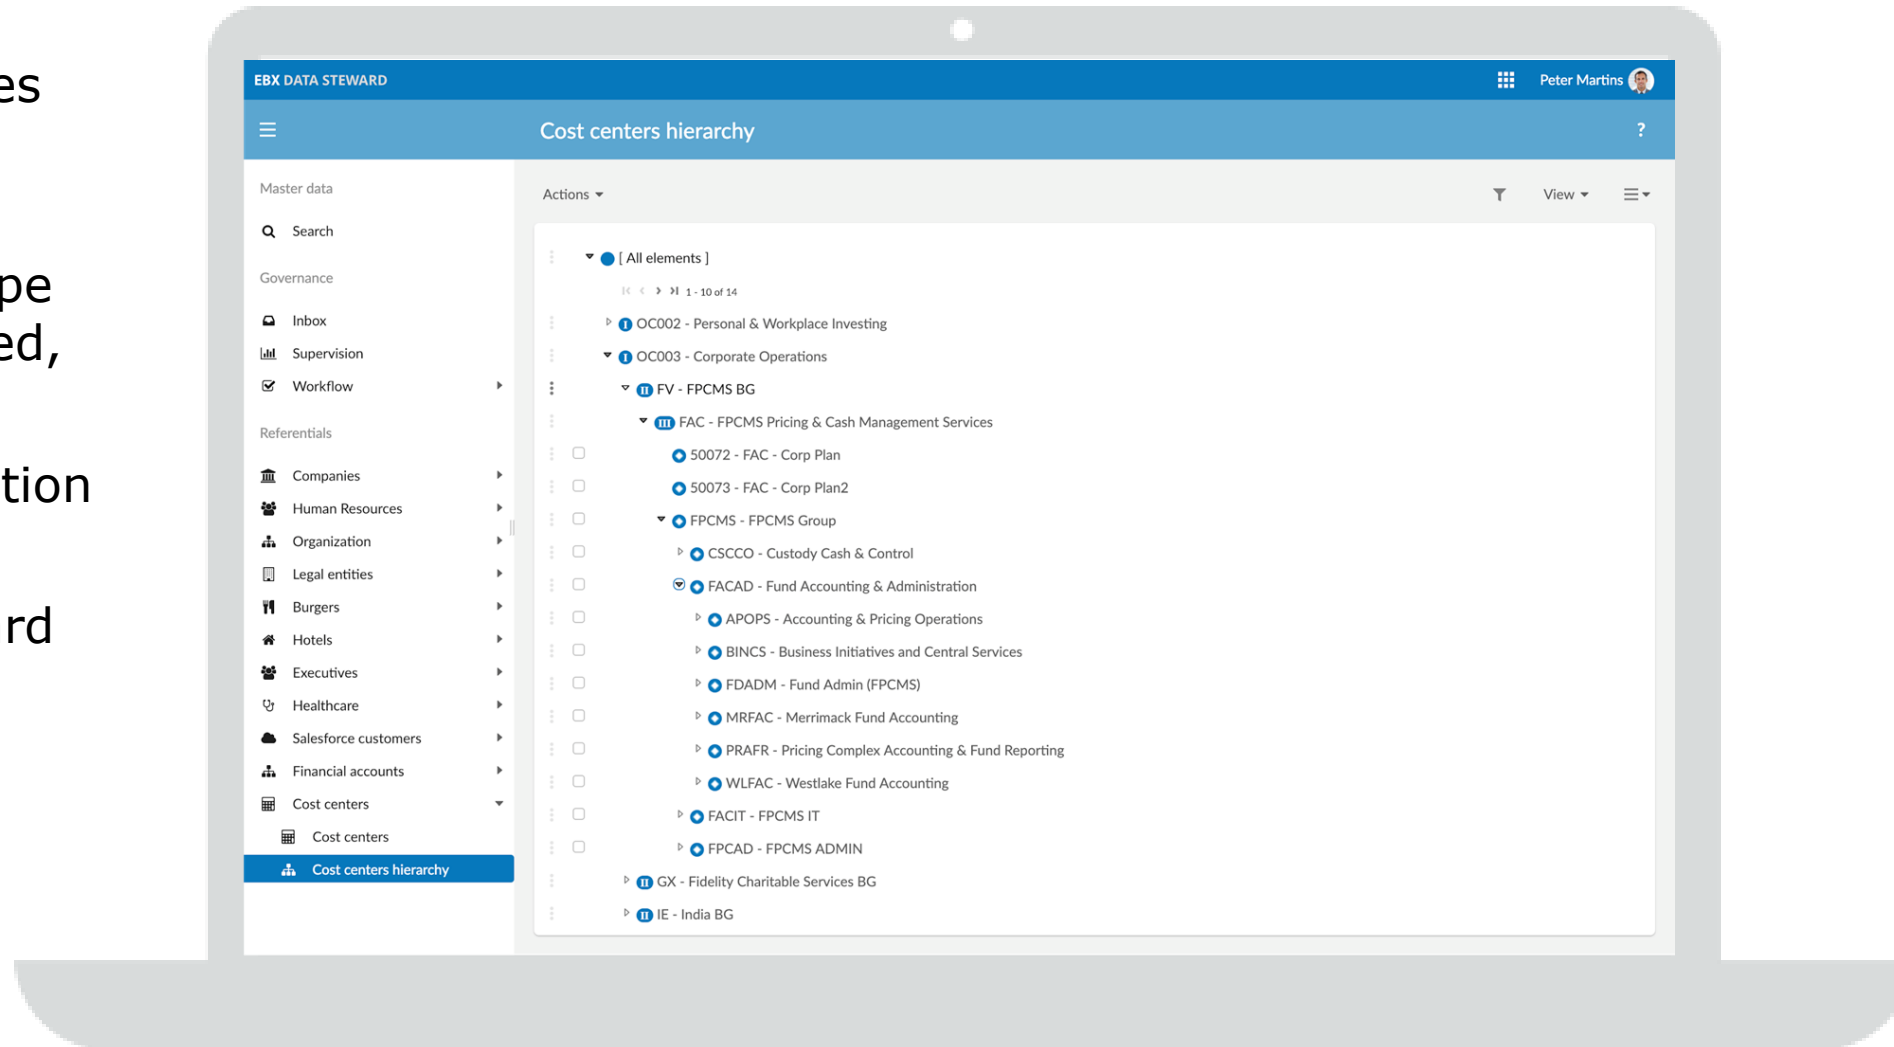 es
pe
ed,
tion
rd
EBX DATA STEWARD
Peter Martins
Cost centers hierarchy
?
Master data
Search
Governance
Inbox
Supervision
Workflow
Referentials
Companies
Human Resources
Organization
Legal entities
Burgers
Hotels
Executives
Healthcare
Salesforce customers
Financial accounts
Cost centers
Cost centers
Cost centers hierarchy
Actions
View
[ All elements ]
1 - 10 of 14
I OC002 - Personal & Workplace Investing
I OC003 - Corporate Operations
II FV - FPCMS BG
III FAC - FPCMS Pricing & Cash Management Services
50072 - FAC - Corp Plan
50073 - FAC - Corp Plan2
FPCMS - FPCMS Group
CSCCO - Custody Cash & Control
FACAD - Fund Accounting & Administration
APOPS - Accounting & Pricing Operations
BINCS - Business Initiatives and Central Services
FDADM - Fund Admin (FPCMS)
MRFAC - Merrimack Fund Accounting
PRAFR - Pricing Complex Accounting & Fund Reporting
WLFAC - Westlake Fund Accounting
FACIT - FPCMS IT
FPCAD - FPCMS ADMIN
II GX - Fidelity Charitable Services BG
II IE - India BG